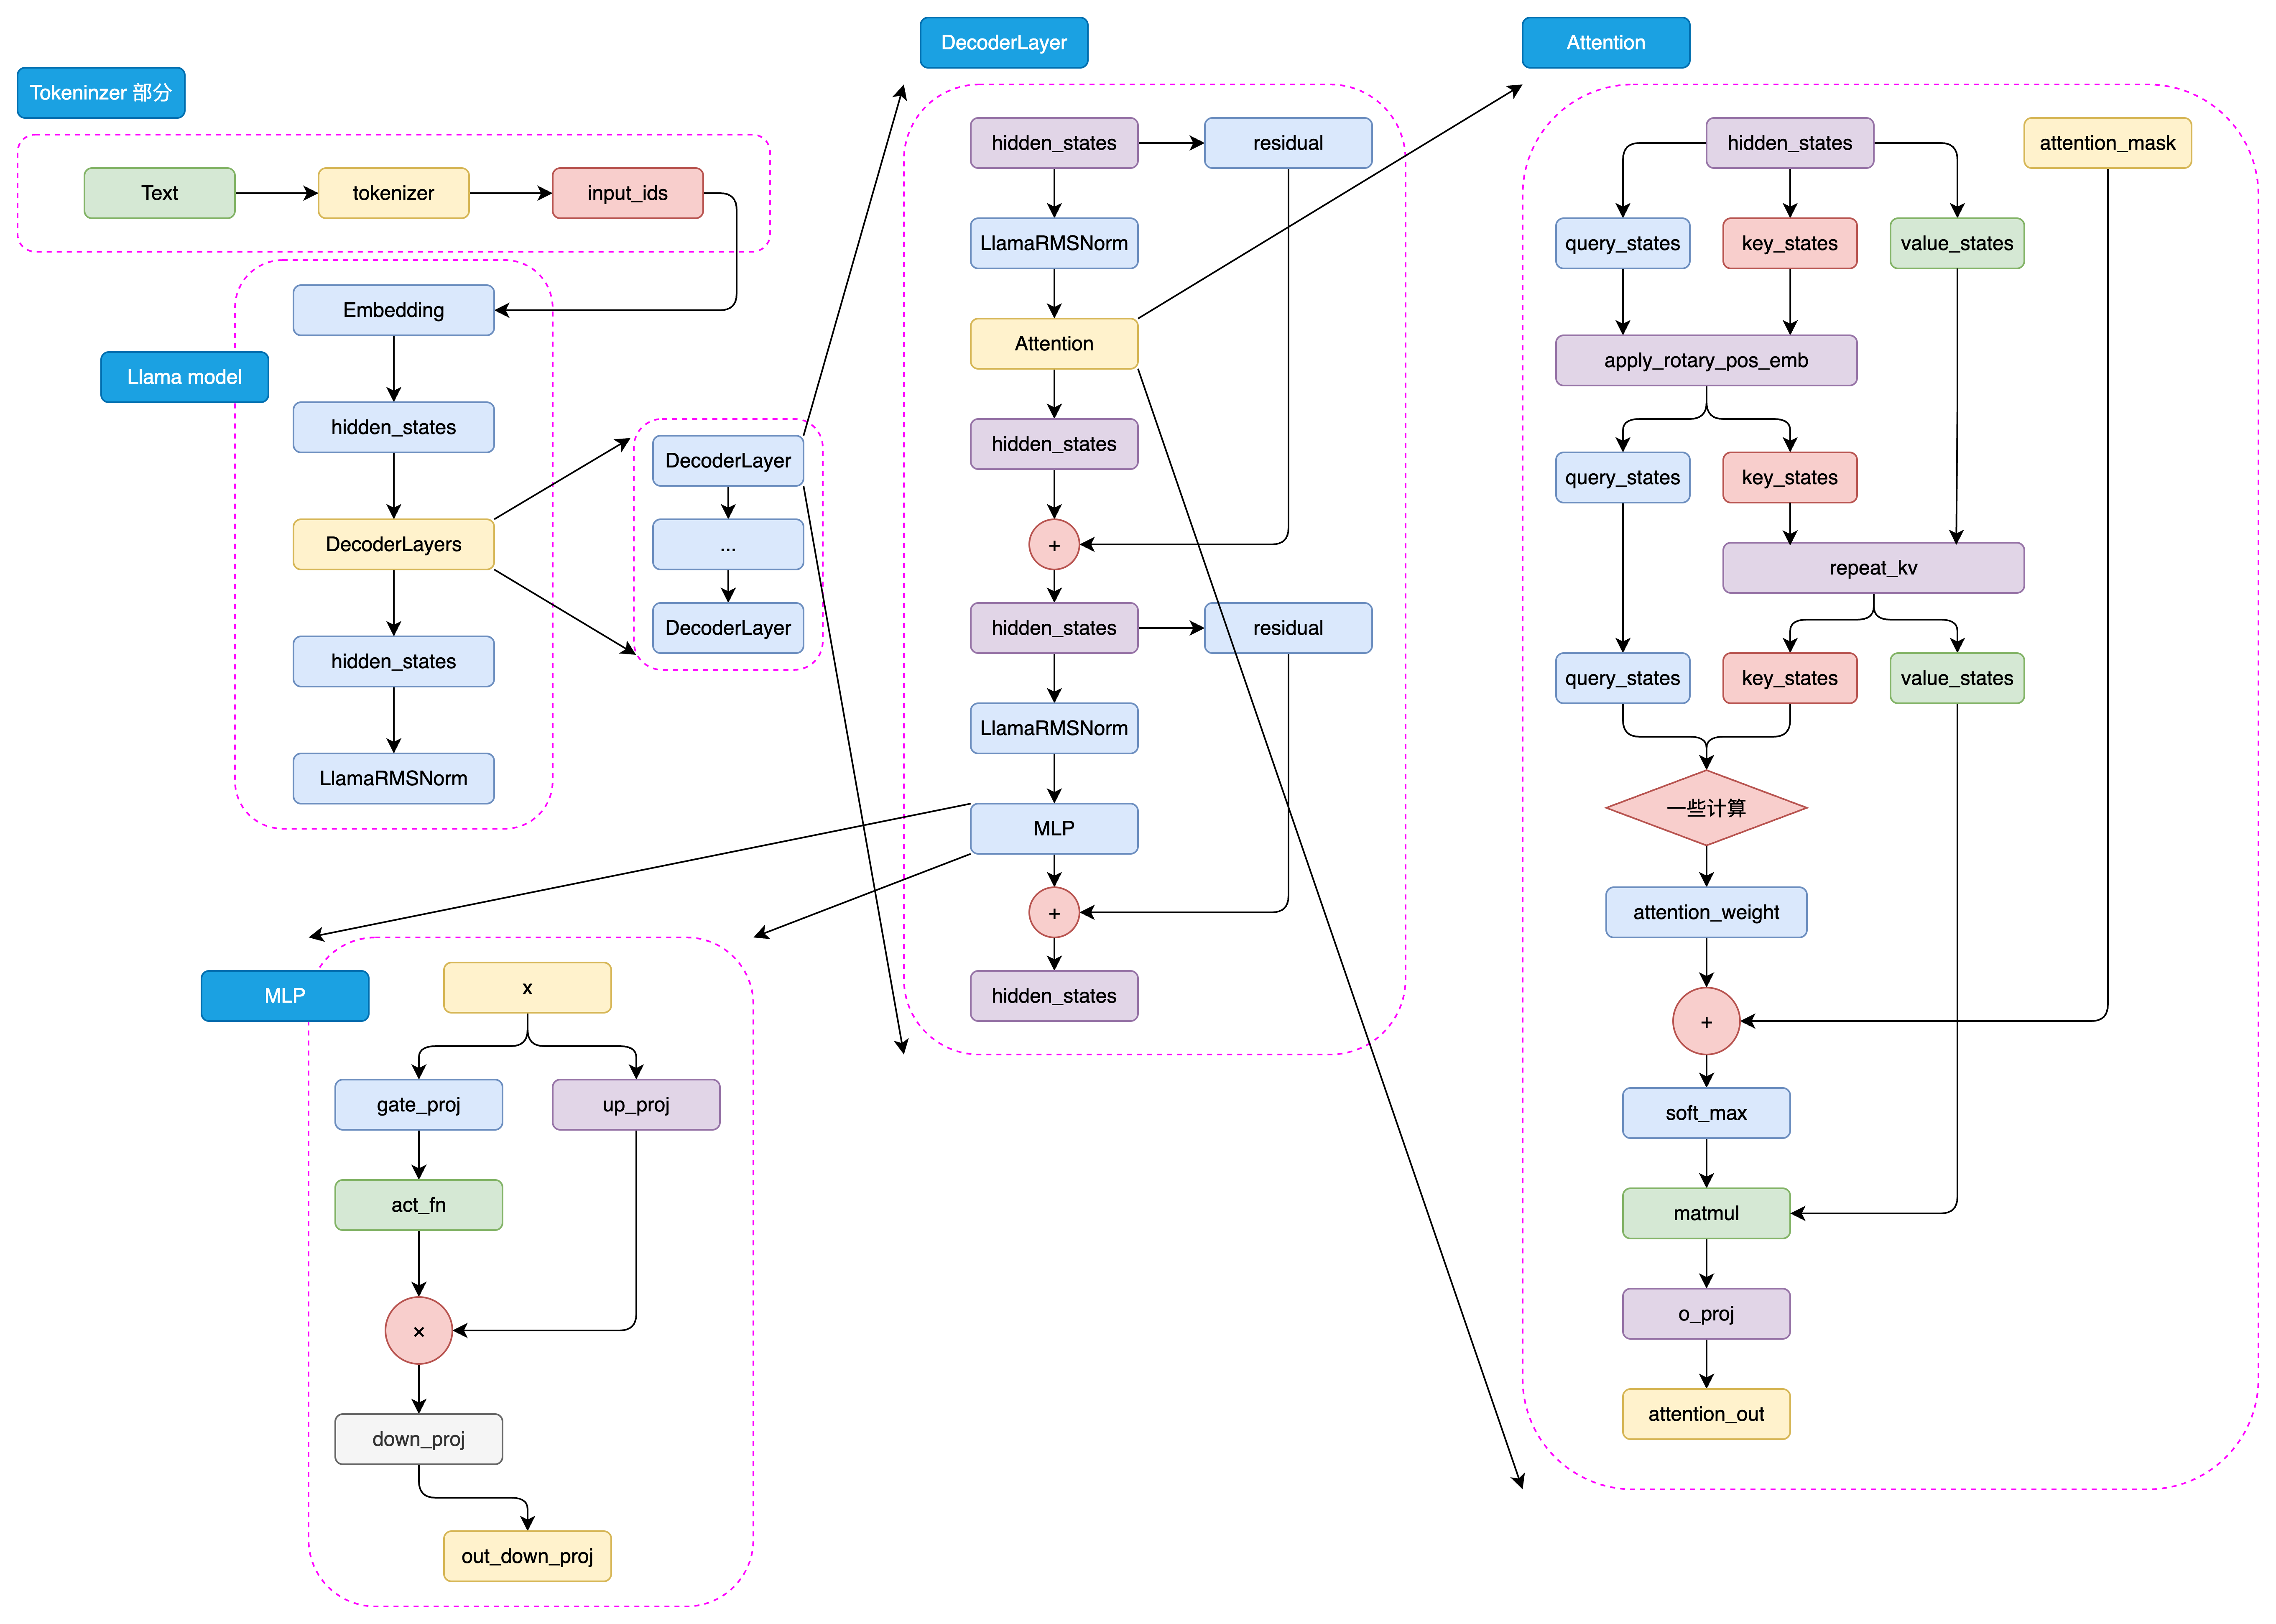 Tokeninzer 部分
Text
tokenizer
input_ids
Llama model
Embedding
hidden_states
DecoderLayers
hidden_states
LlamaRMSNorm
DecoderLayer
...
DecoderLayer
DecoderLayer
hidden_states
residual
LlamaRMSNorm
Attention
hidden_states
+
hidden_states
residual
LlamaRMSNorm
MLP
+
hidden_states
Attention
hidden_states
attention_mask
query_states
key_states
value_states
apply_rotary_pos_emb
query_states
key_states
repeat_kv
query_states
key_states
value_states
一些计算
attention_weight
+
soft_max
matmul
o_proj
attention_out
MLP
x
gate_proj
up_proj
act_fn
×
down_proj
out_down_proj